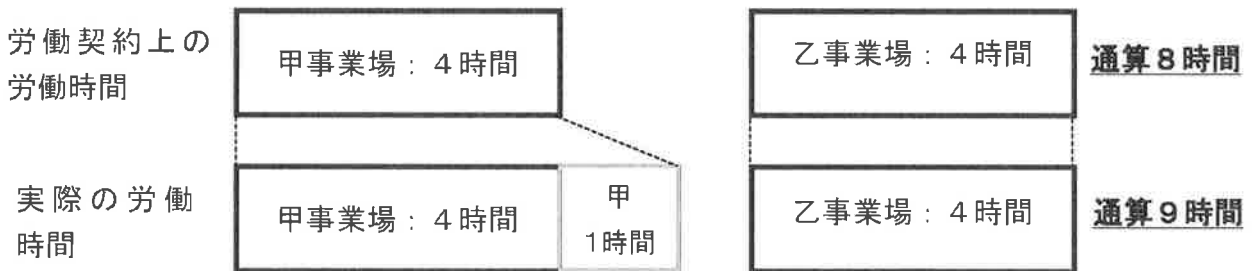 労働契約上の
労働時間
甲事業場：４時間
乙事業場：４時間
通算８時間
実際の労働
時間
甲事業場：４時間
甲
1時間
乙事業場：４時間
通算９時間